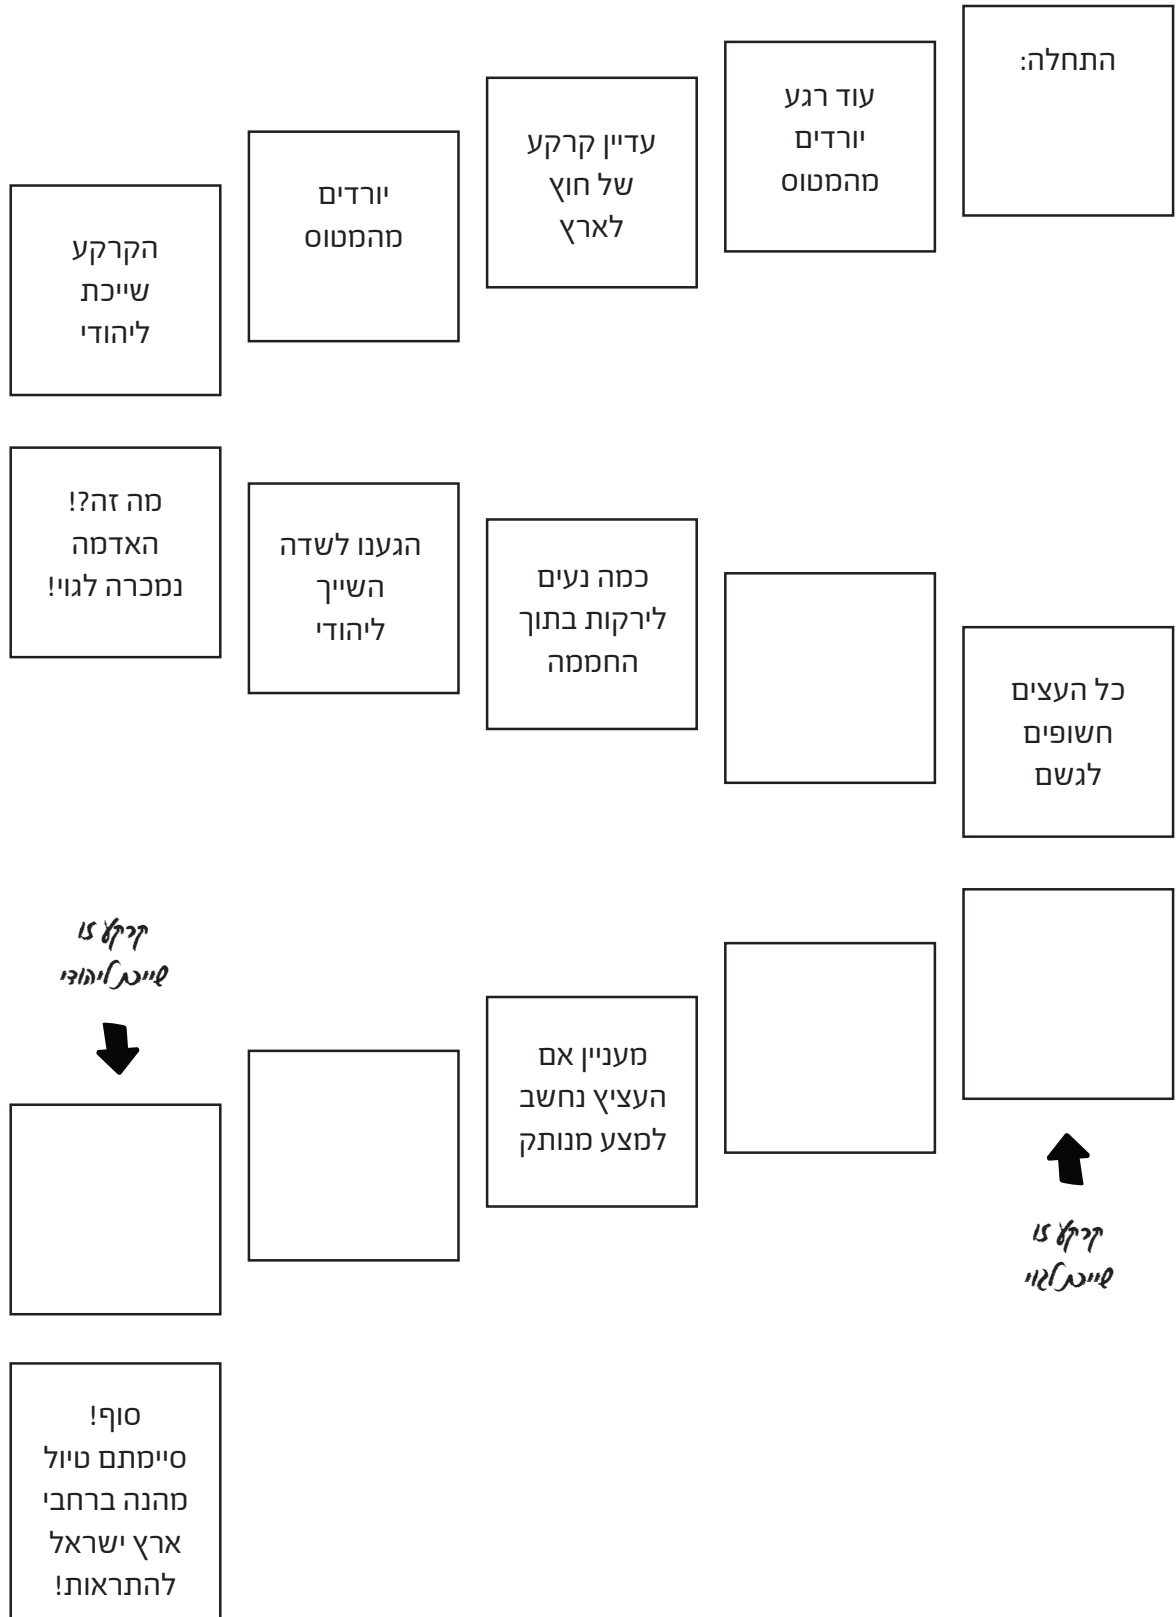 התחלה:
עוד רגע
יורדים
מהמטוס
עדיין קרקע
של חוץ
לארץ
יורדים
מהמטוס
הקרקע
שייכת
ליהודי
מה זה?!
האדמה
נמכרה לגוי!
הגענו לשדה
השייך
ליהודי
כמה נעים
לירקות בתוך
החממה
כל העצים
חשופים
לגשם
קרקע זו
שייכת לגוי
מעניין אם
העציץ נחשב
למצע מנותק
קרקע זו
שייכת ליהודי
סוף!
סיימתם טיול
מהנה ברחבי
ארץ ישראל
להתראות!